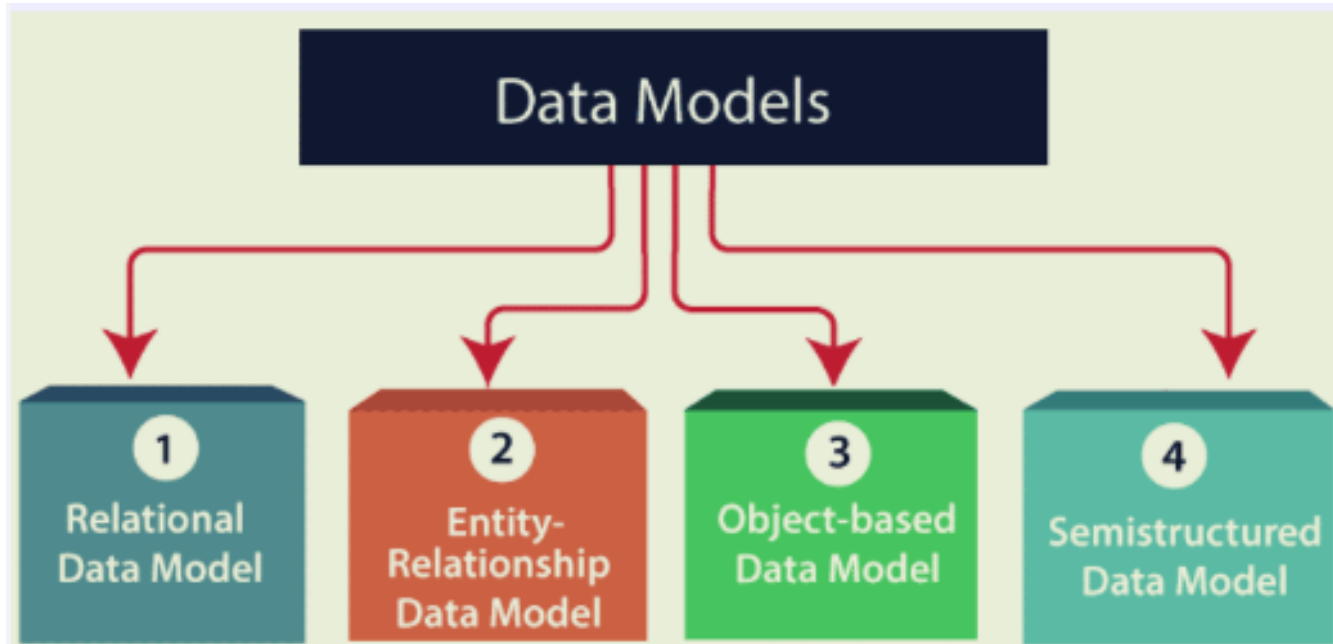 Data Models
1
Relational
Data Model
2
Entity-
Relationship
Data Model
3
Object-based
Data Model
4
Semistructured
Data Model